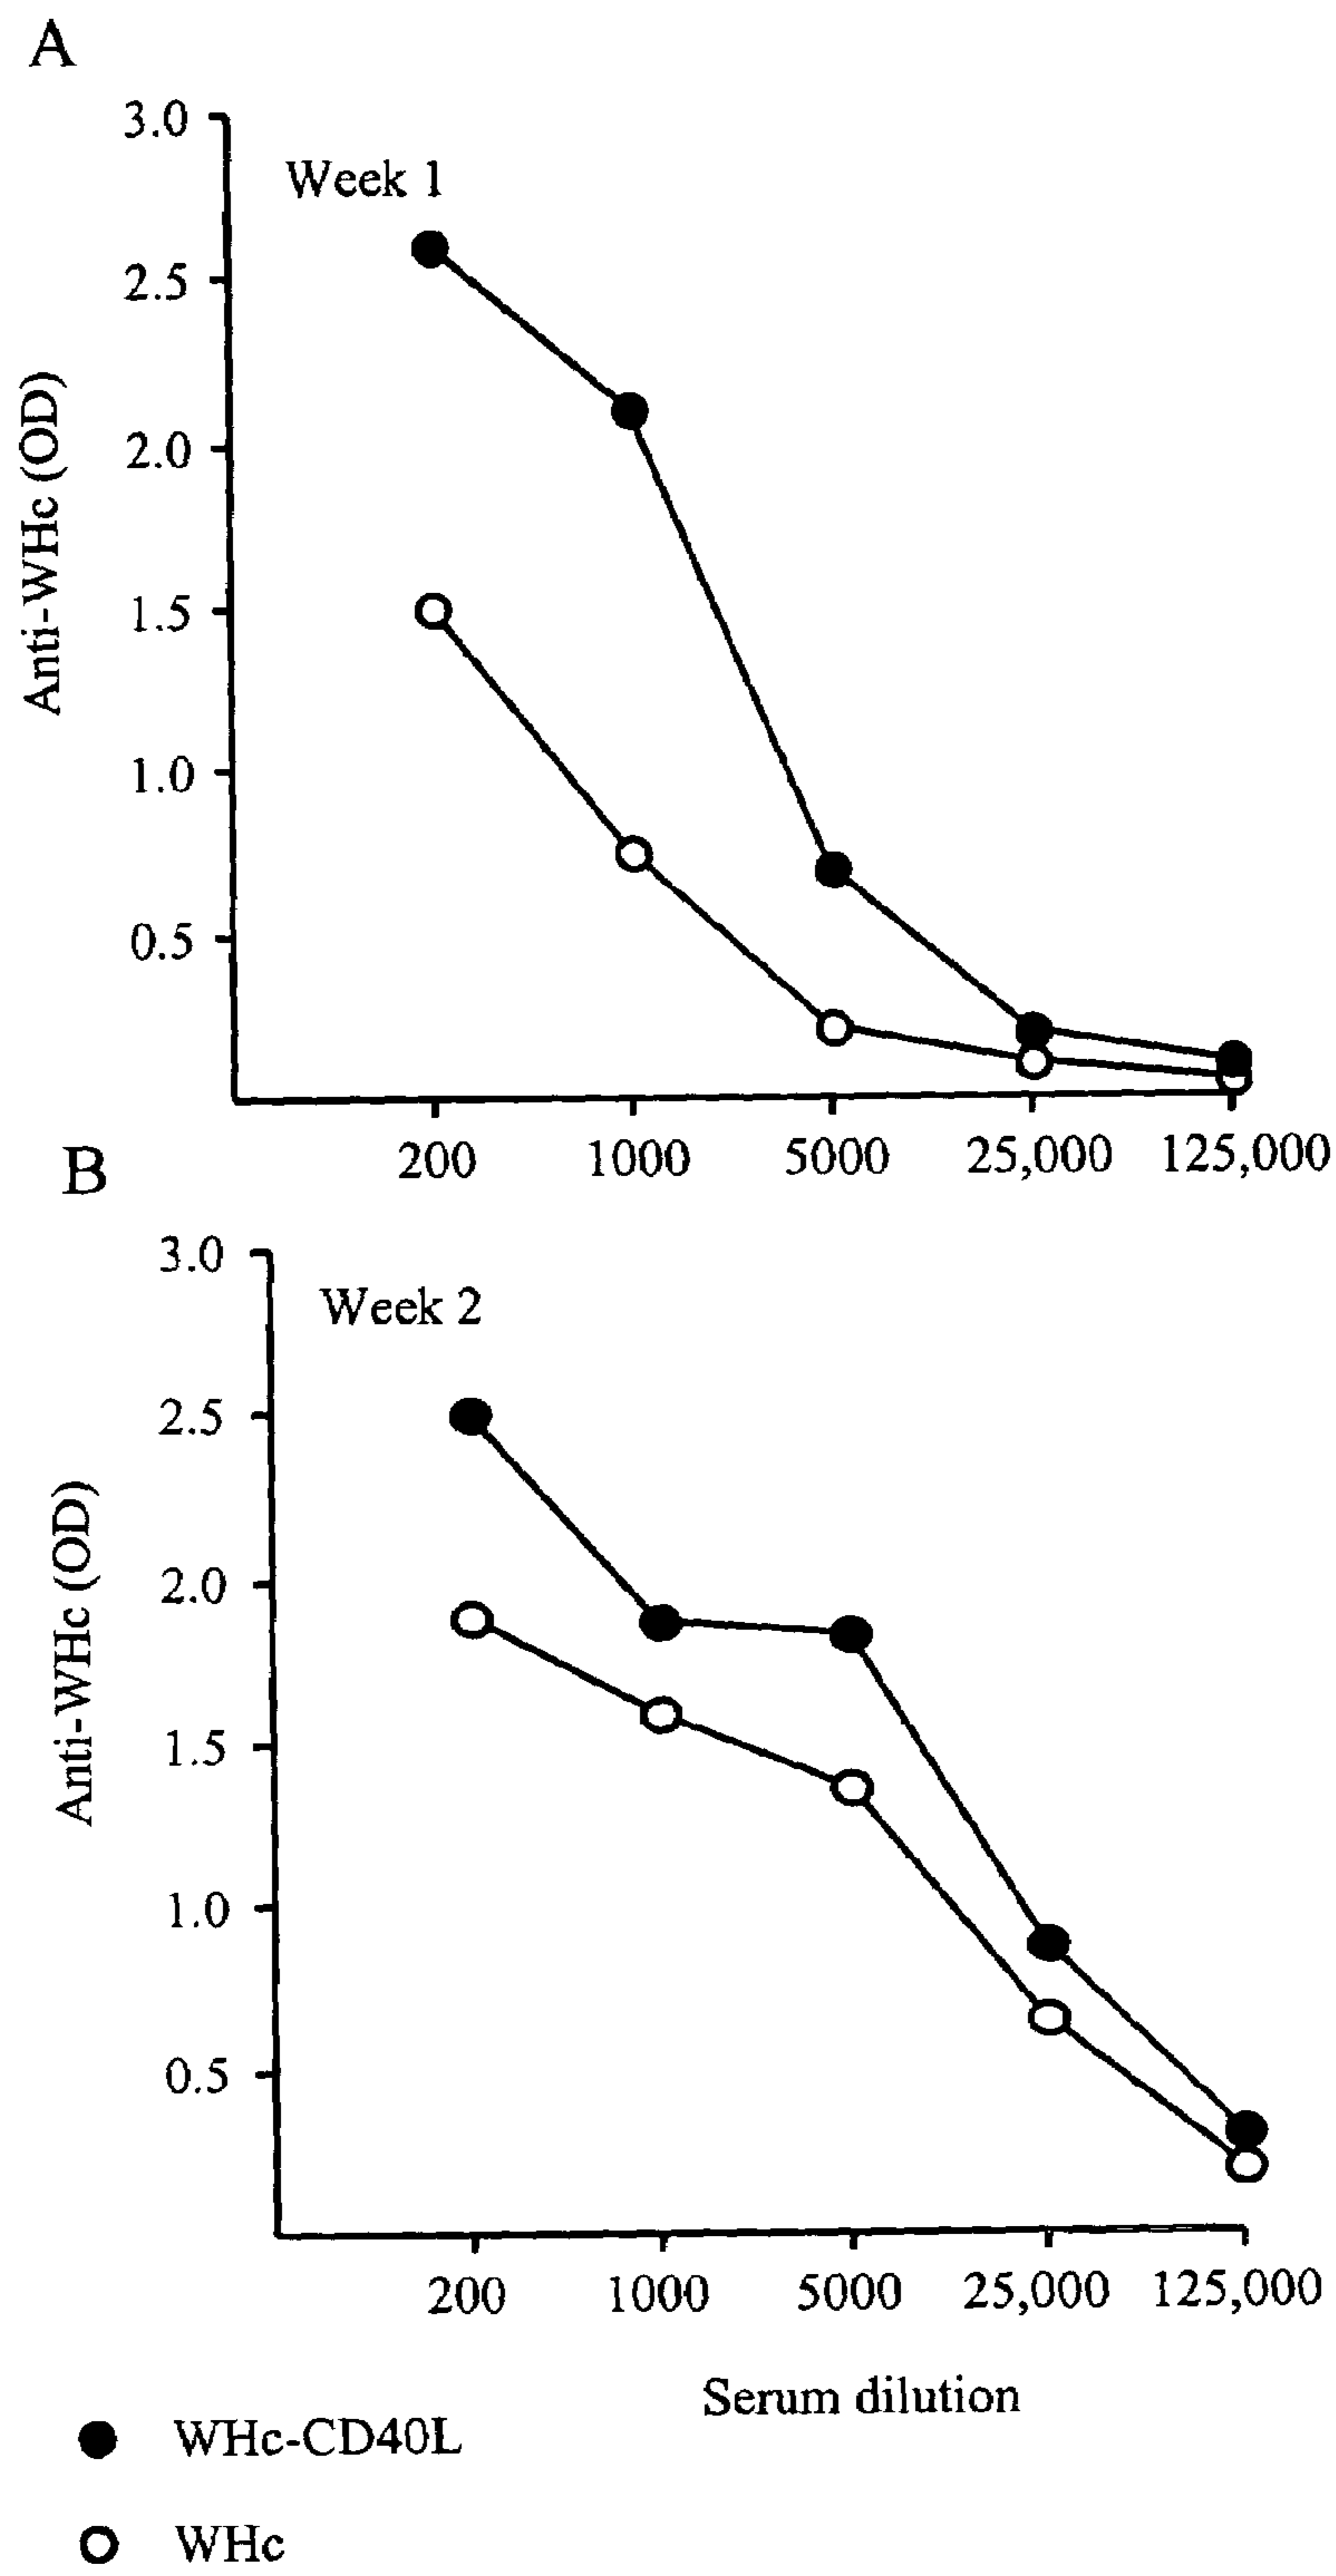 A
3.0
Week 1
2.5
2.0
1.5
1.0
0.5
Anti-WHc (OD)
200 1000 5000 25,000 125,000
B
3.0
Week 2
2.5
2.0
1.5
1.0
0.5
Anti-WHc (OD)
200 1000 5000 25,000 125,000
Serum dilution
WHc-CD40L
WHc